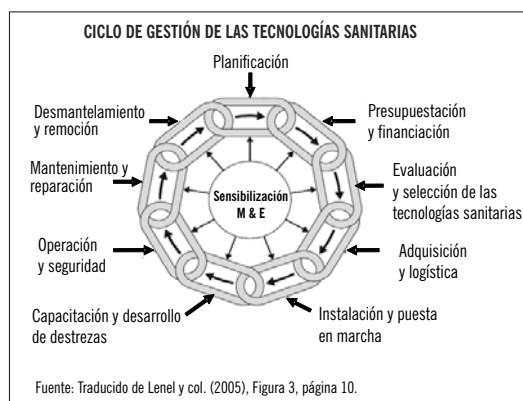 CICLO DE GESTIÓN DE LAS TECNOLOGÍAS SANITARIAS
Planificación
Presupuestación
y financiación
Evaluación
y selección de las
tecnologías sanitarias
Adquisición
y logística
Instalación y puesta
en marcha
Capacitación y desarrollo
de destrezas
Operación
y seguridad
Mantenimiento y
reparación
Desmantelamiento
y remoción
Sensibilización
M & E
Fuente: Traducido de Lenel y col. (2005), Figura 3, página 10.